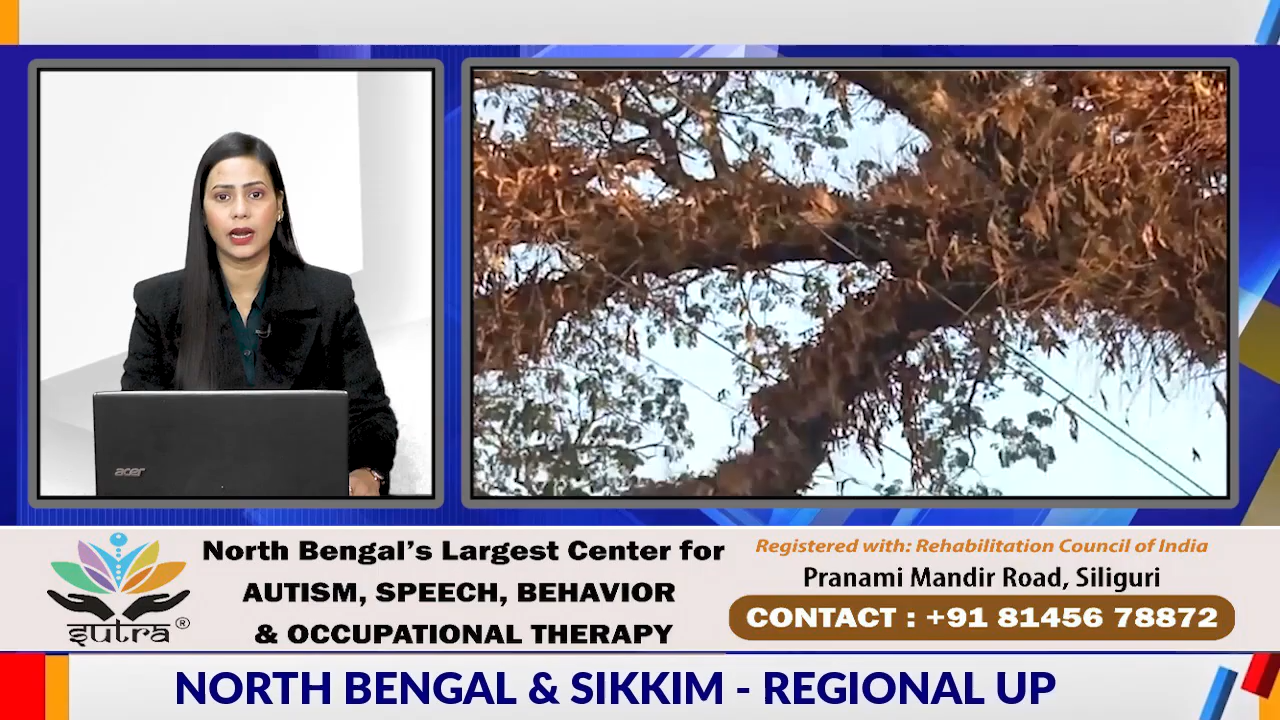 acer
sutra®
North Bengal's Largest Center for
AUTISM, SPEECH, BEHAVIOR
& OCCUPATIONAL THERAPY
Registered with: Rehabilitation Council of India
Pranami Mandir Road, Siliguri
CONTACT : +91 81456 78872
NORTH BENGAL & SIKKIM - REGIONAL UP